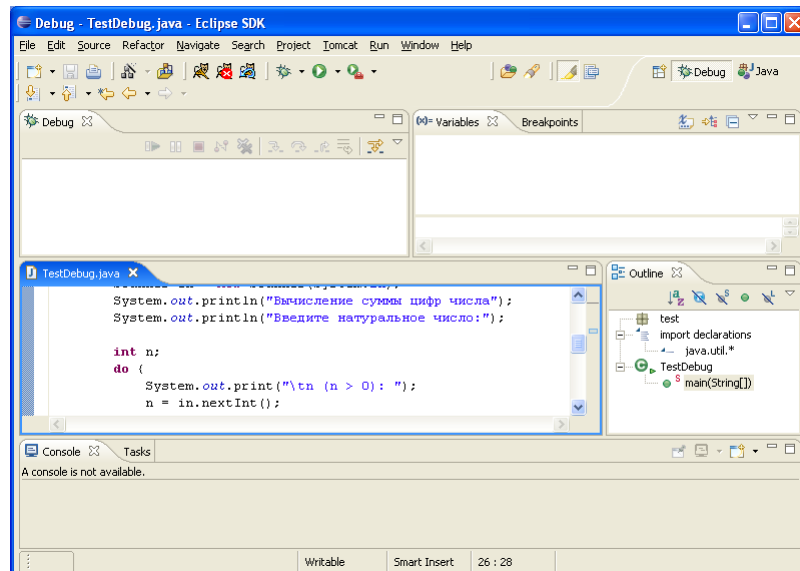 Debug - TestDebug.java - Eclipse SDK
File Edit Source Refactor Navigate Search Project Tomcat Run Window Help
Debug Java
Debug
(x)= Variables Breakpoints
TestDebug.java
System.out.println("Вычисление суммы цифр числа");
System.out.println("Введите натуральное число:");
int n;
do {
System.out.print("\tn (n > 0): ");
n = in.nextInt();
Outline
test
import declarations
java.util.*
TestDebug
main(String[])
Console Tasks
A console is not available.
Writable Smart Insert 26 : 28